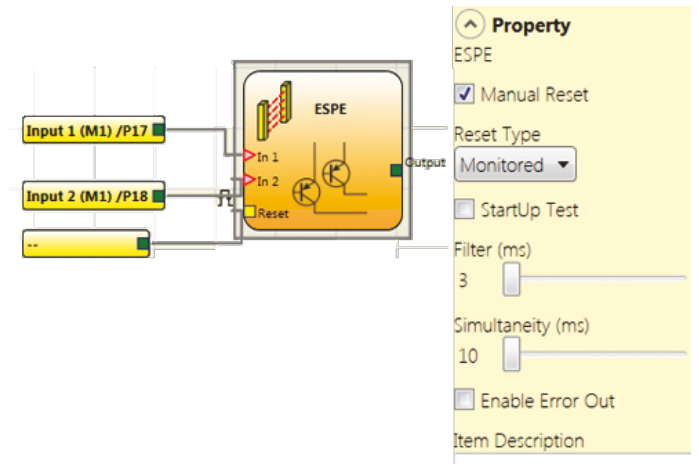 ESPE
Input 1 (M1) /P17
In 1
Output
Input 2 (M1) /P18
In 2
Reset
--
Property
ESPE
Manual Reset
Reset Type
Monitored
StartUp Test
Filter (ms)
3
Simultaneity (ms)
10
Enable Error Out
Item Description